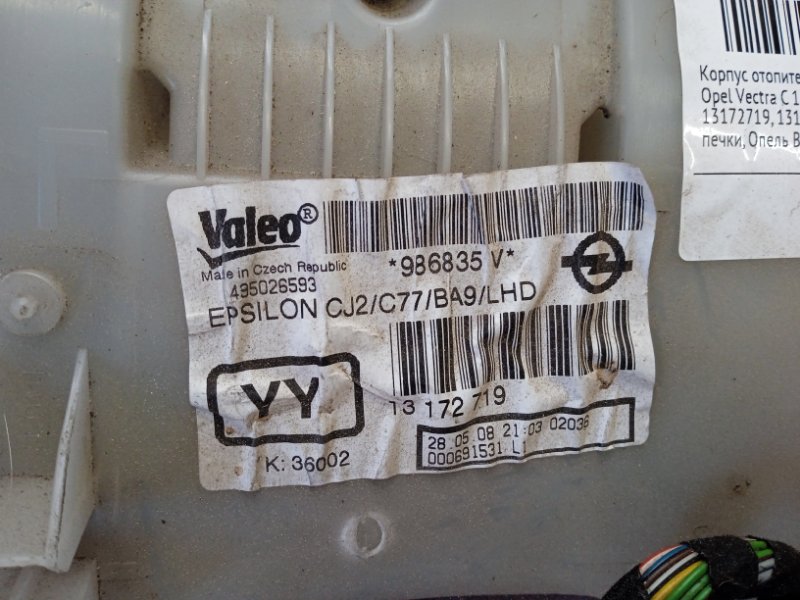 Valeo®
Made in Czech Republic
495026593
*986835 V*
EPSILON CJ2/C77/BA9/LHD
YY
13 172 719
K: 36002
28 05 08 21:03 02038
000691531 L1
Корпус отопите
Opel Vectra C 1
13172719, 131
печки, Опель В